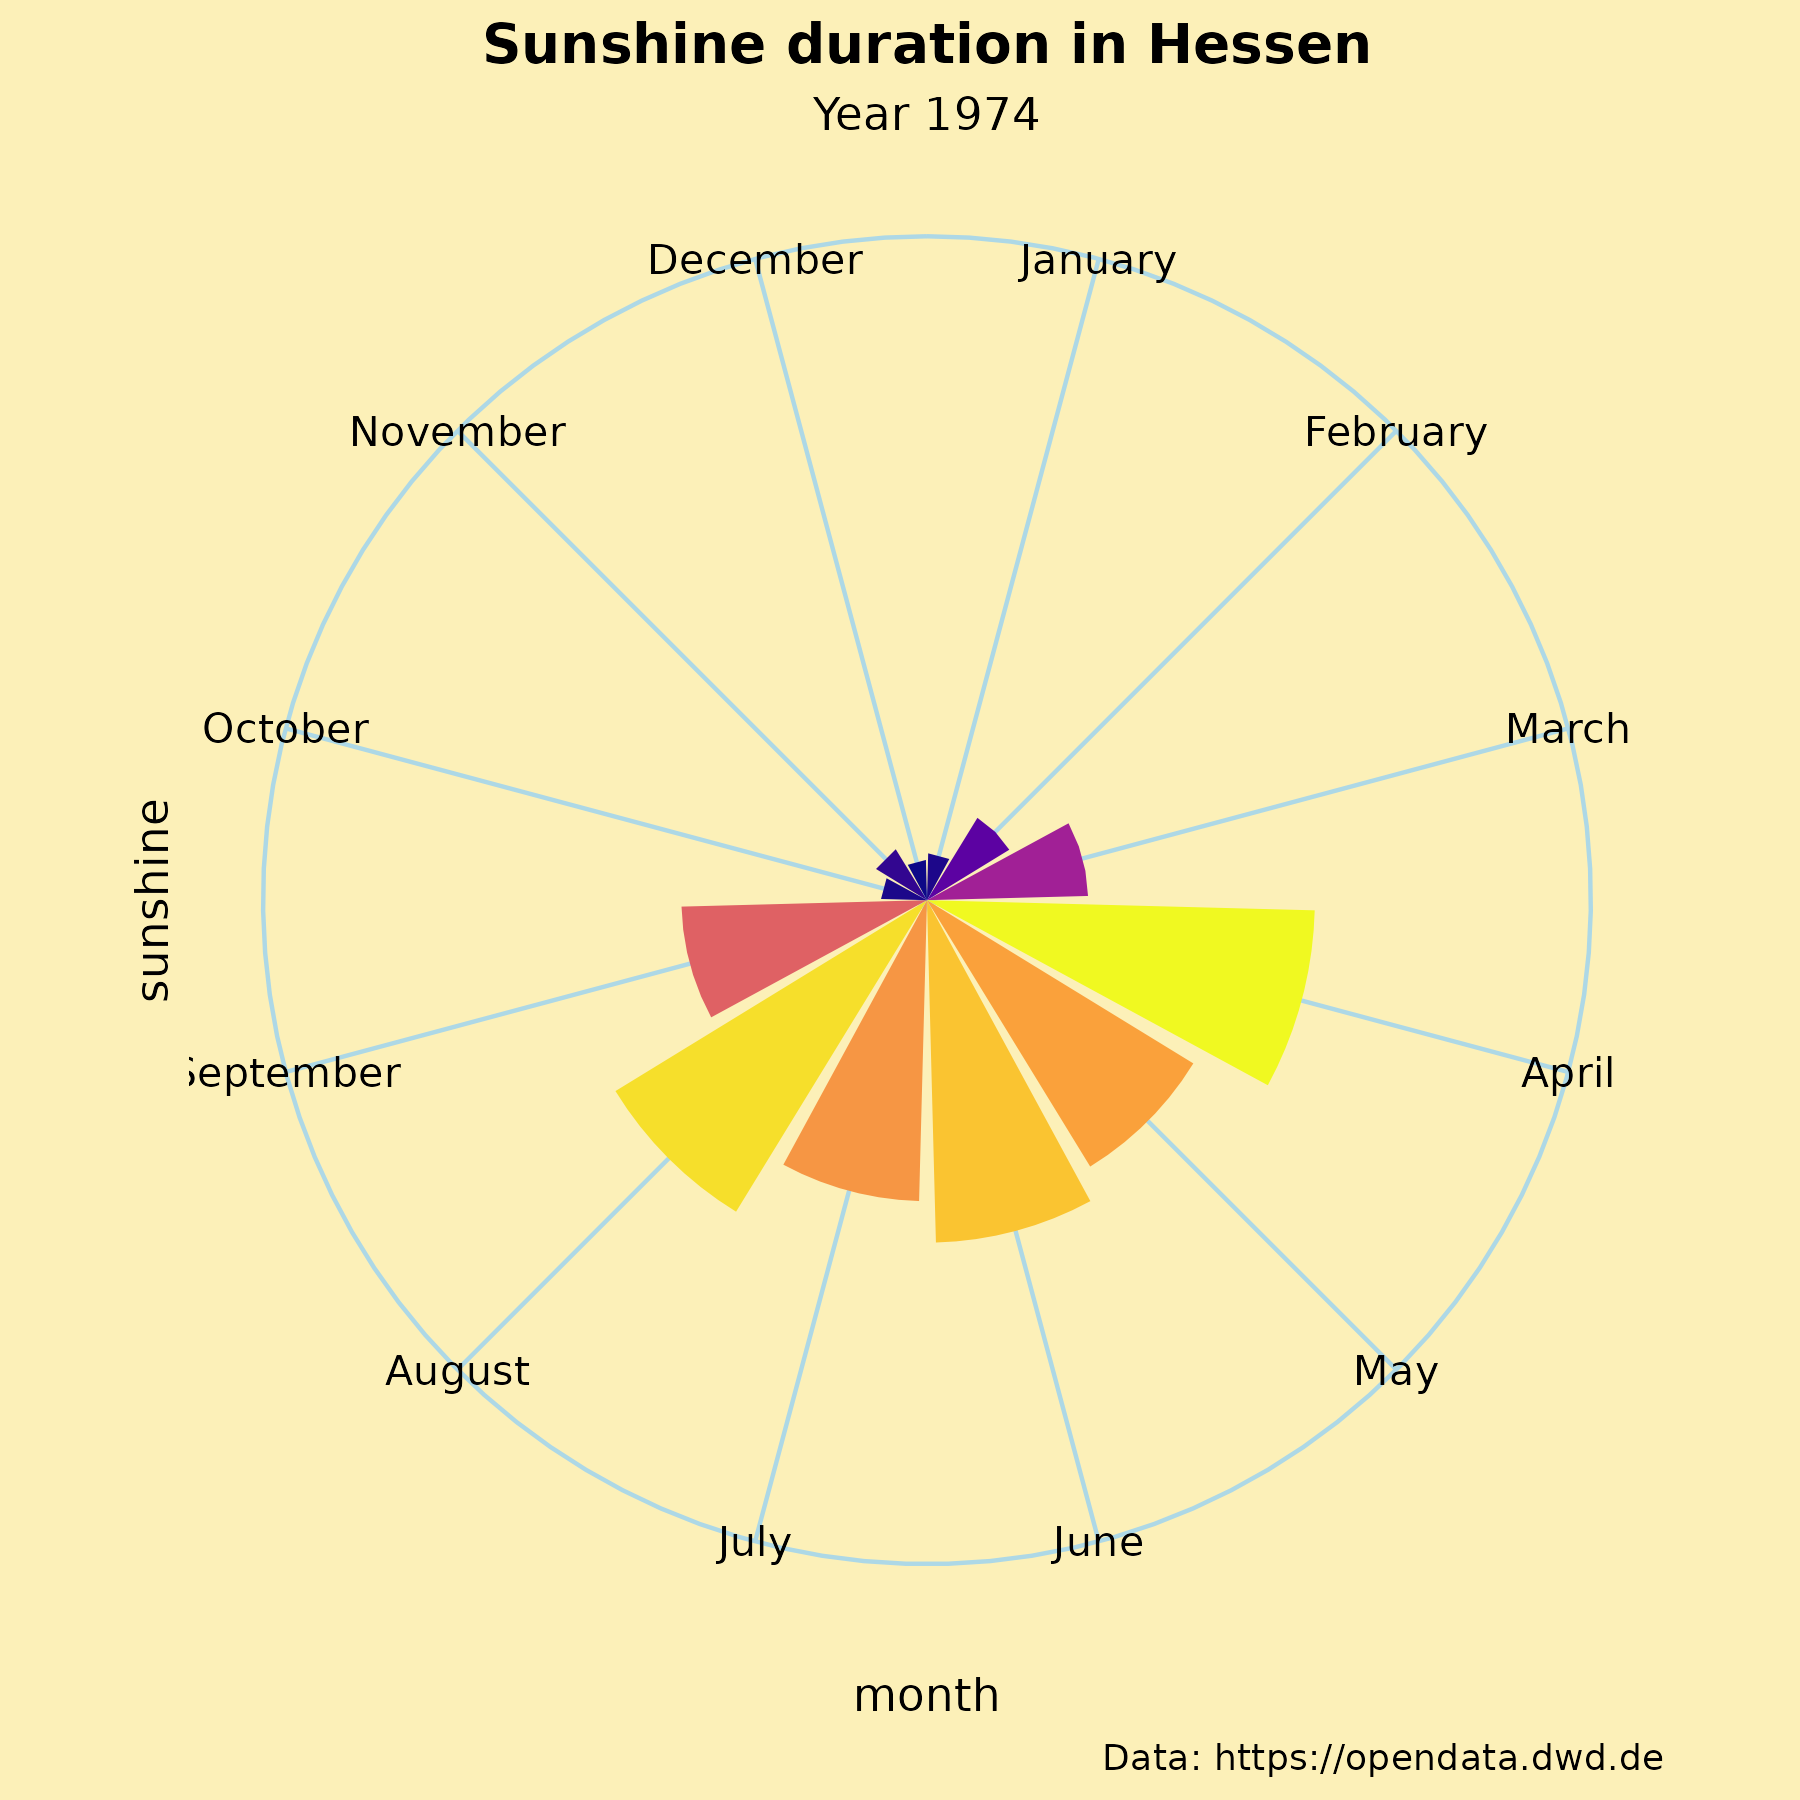 Sunshine duration in Hessen
Year 1974
December
January
November
February
October
March
sunshine
September
April
August
May
July
June
month
Data: https://opendata.dwd.de